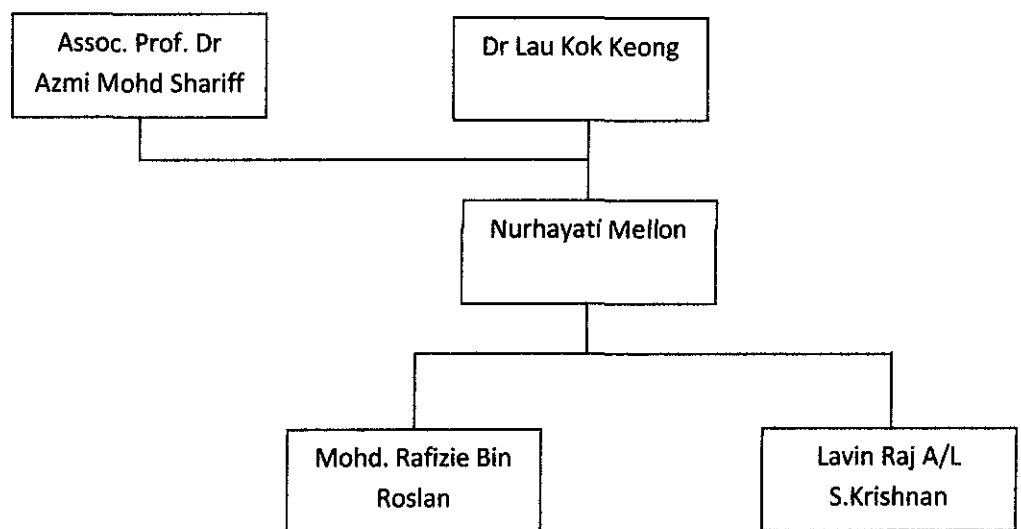 Assoc. Prof. Dr
Azmi Mohd Shariff
Dr Lau Kok Keong
Nurhayati Mellon
Mohd. Rafizie Bin
Roslan
Lavin Raj A/L
S.Krishnan